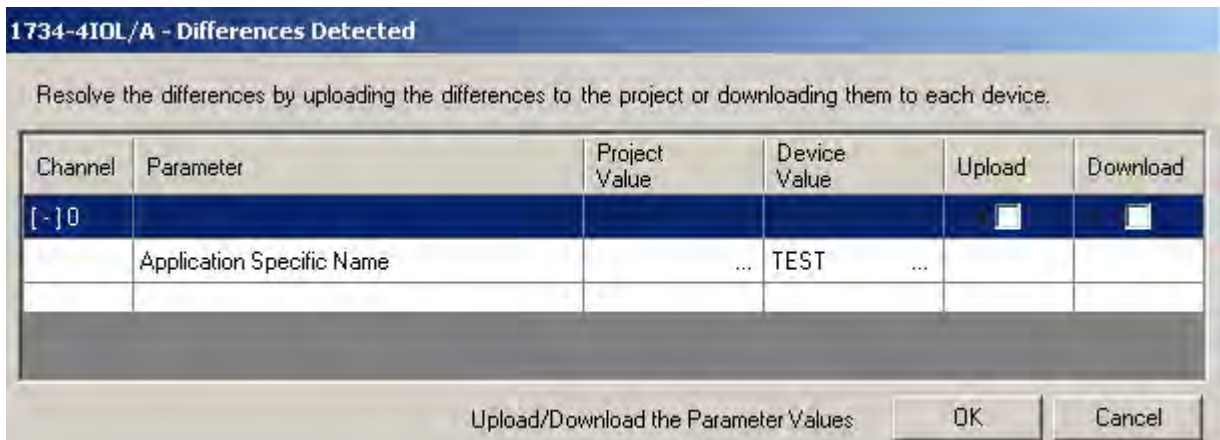 1734-4IOL/A - Differences Detected
Resolve the differences by uploading the differences to the project or downloading them to each device.
Channel Parameter Project Value Device Value Upload Download
[-] 0
Application Specific Name ... TEST ...
Upload/Download the Parameter Values OK Cancel